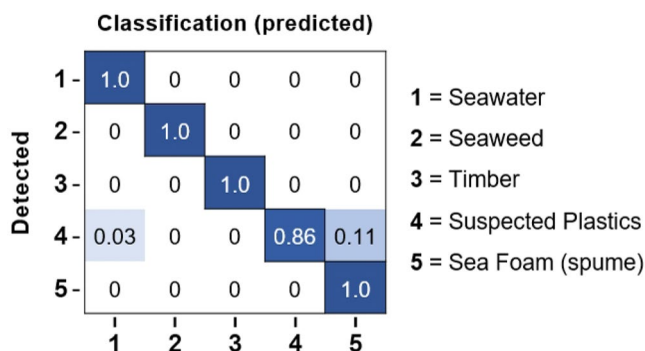 Classification (predicted)
Detected
1 - 1.0 0 0 0 0
2 - 0 1.0 0 0 0
3 - 0 0 1.0 0 0
4 - 0.03 0 0 0.86 0.11
5 - 0 0 0 0 1.0
1 2 3 4 5
1 = Seawater
2 = Seaweed
3 = Timber
4 = Suspected Plastics
5 = Sea Foam (spume)